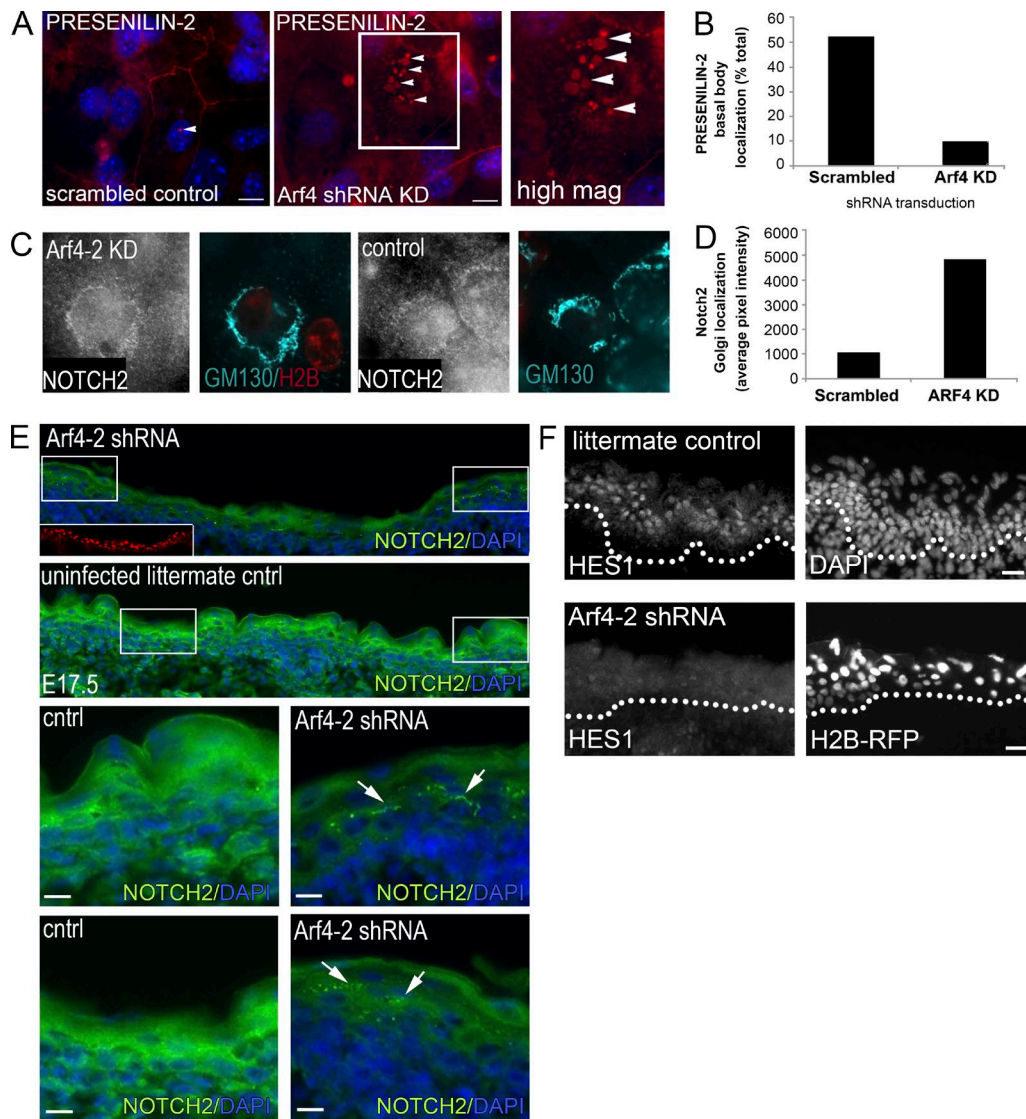 A
PRESENILIN-2
scrambled control
PRESENILIN-2
Arf4 shRNA KD
high mag
B
PRESENILIN-2
basal body
localization (% total)
60
50
40
30
20
10
0
Scrambled
Arf4 KD
shRNA transduction
C
Arf4-2 KD
NOTCH2
GM130/H2B
control
NOTCH2
GM130
D
Notch2
Golgi localization
(average pixel intensity)
6000
5000
4000
3000
2000
1000
0
Scrambled
ARF4 KD
E
Arf4-2 shRNA
NOTCH2/DAPI
uninfected littermate cntrl
E17.5
NOTCH2/DAPI
cntrl
NOTCH2/DAPI
Arf4-2 shRNA
NOTCH2/DAPI
cntrl
NOTCH2/DAPI
Arf4-2 shRNA
NOTCH2/DAPI
F
littermate control
HES1
DAPI
Arf4-2 shRNA
HES1
H2B-RFP